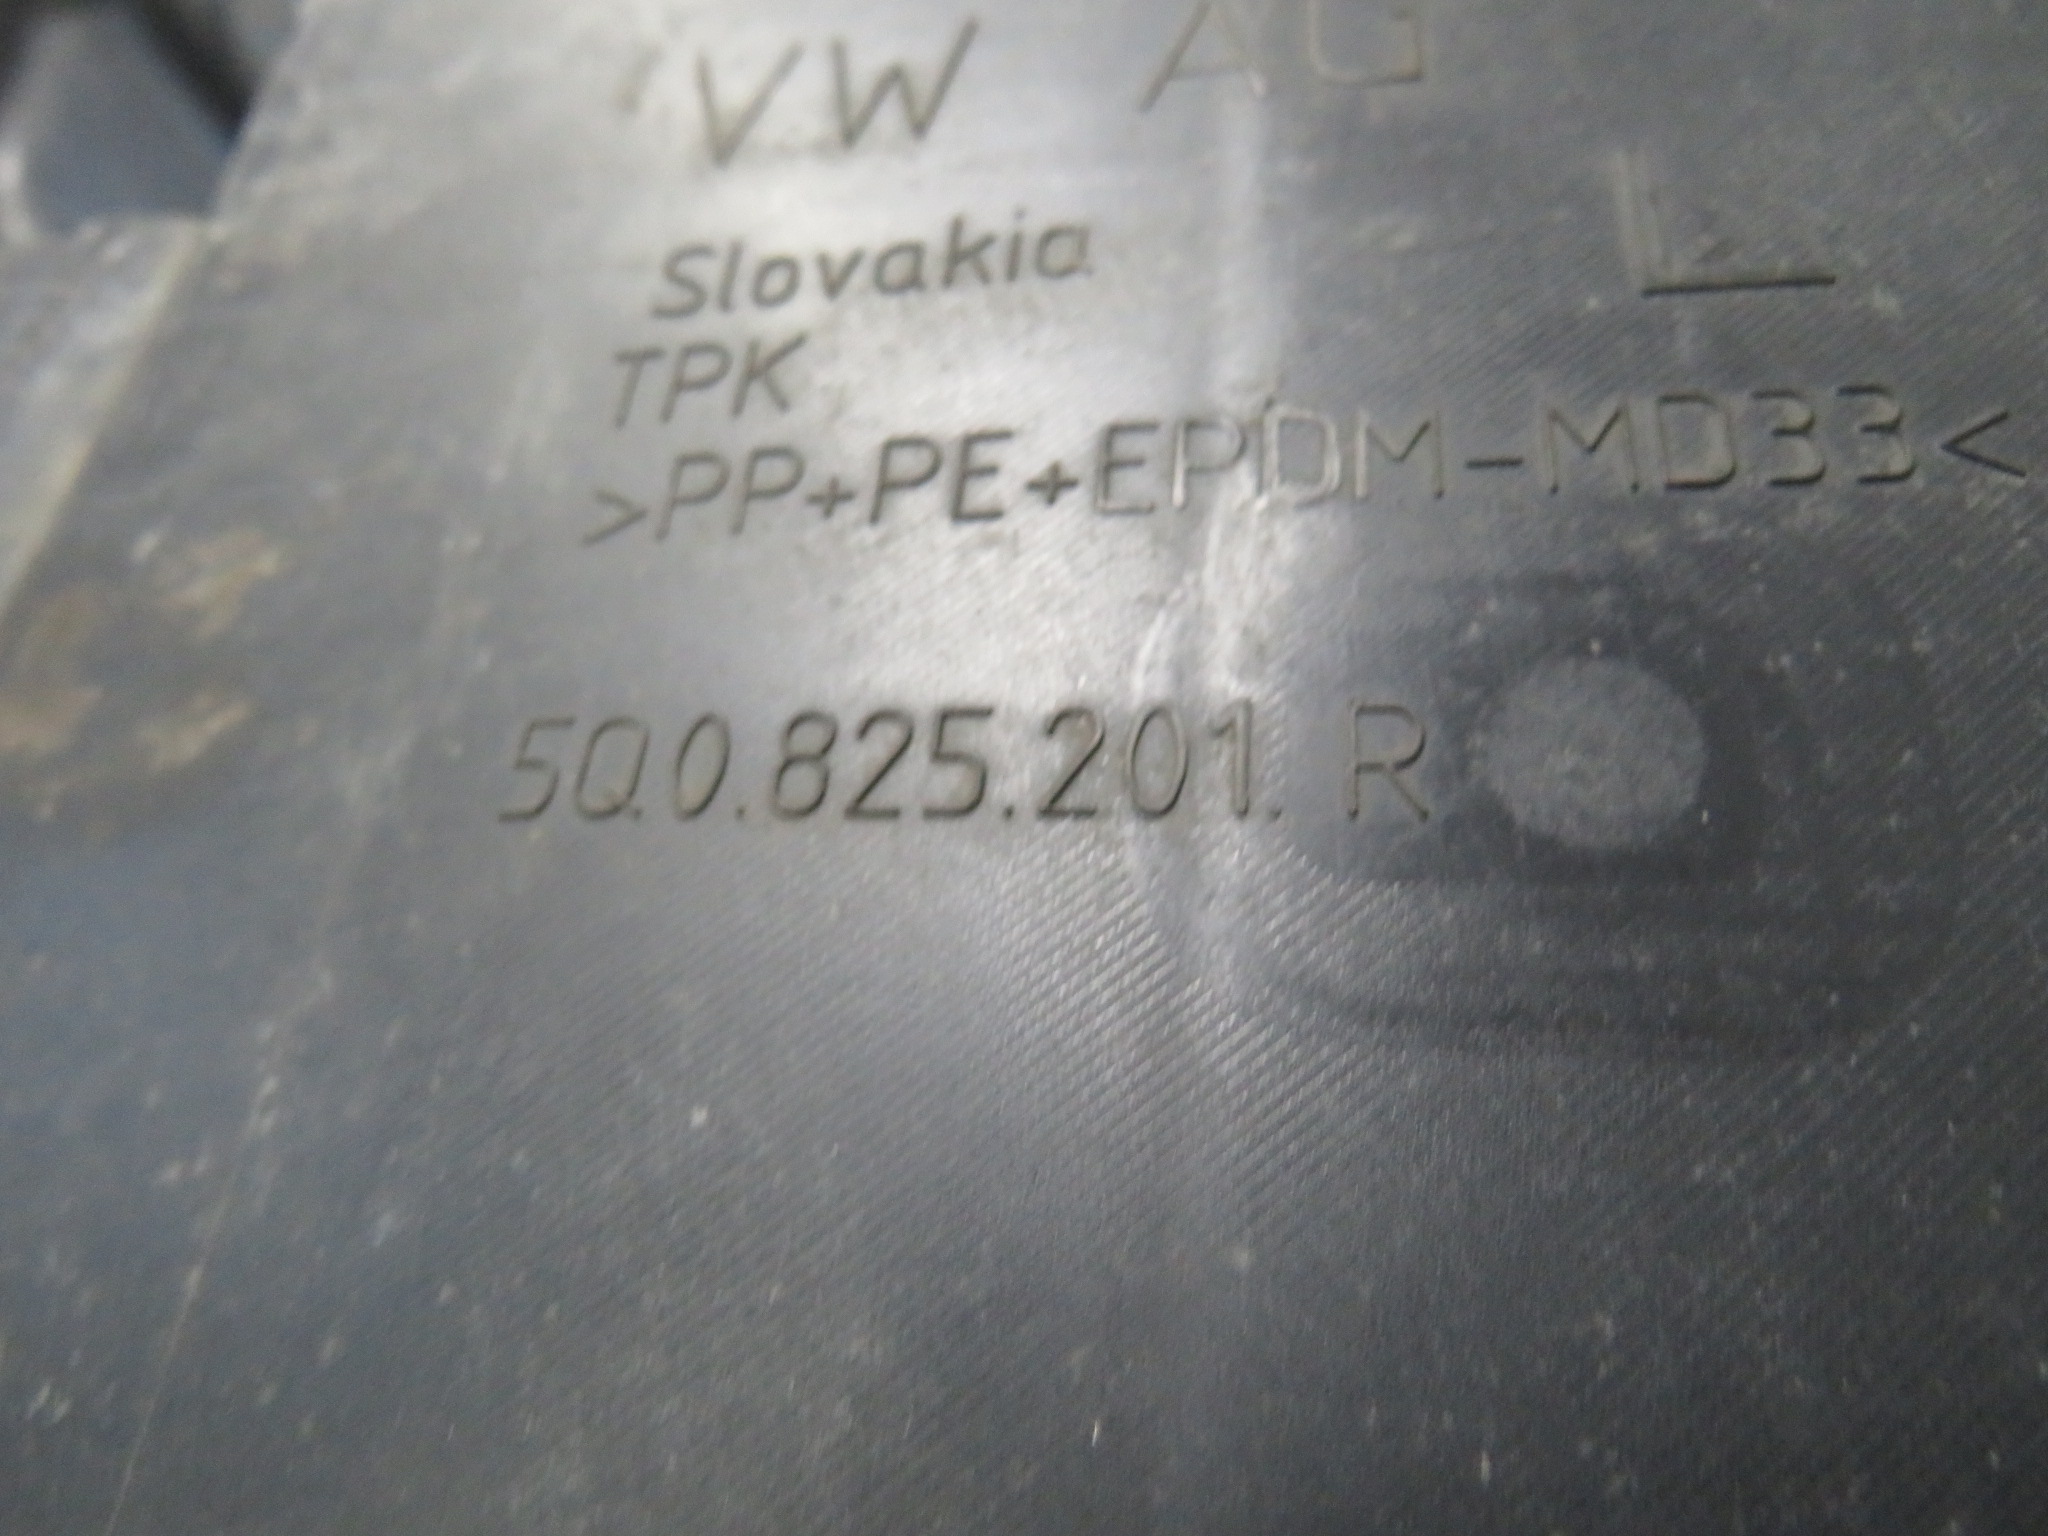 VW AG
Slovakia
TPK
>PP+PE+EPDM-MD33<
5Q0.825.201. R